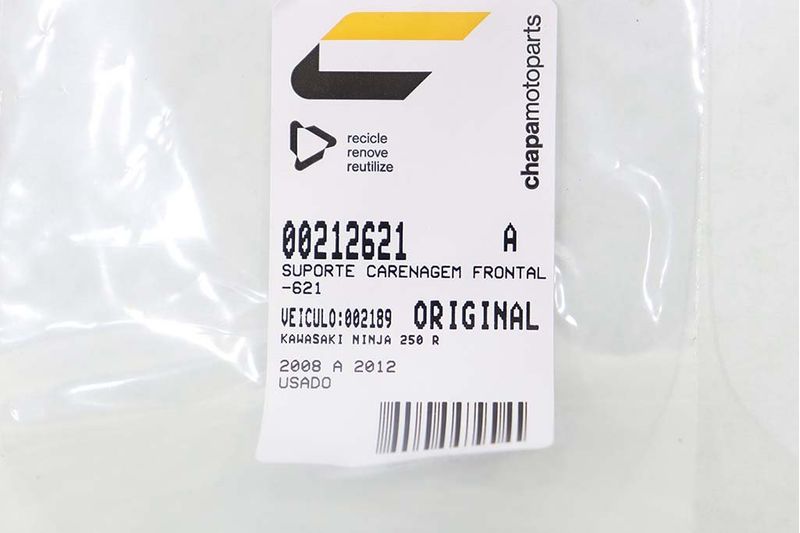 chapamotoparts
recicle
renove
reutilize
00212621 A
SUPORTE CARENAGEM FRONTAL
-621
VEICULO:002189 ORIGINAL
KAWASAKI NINJA 250 R
2008 A 2012
USADO